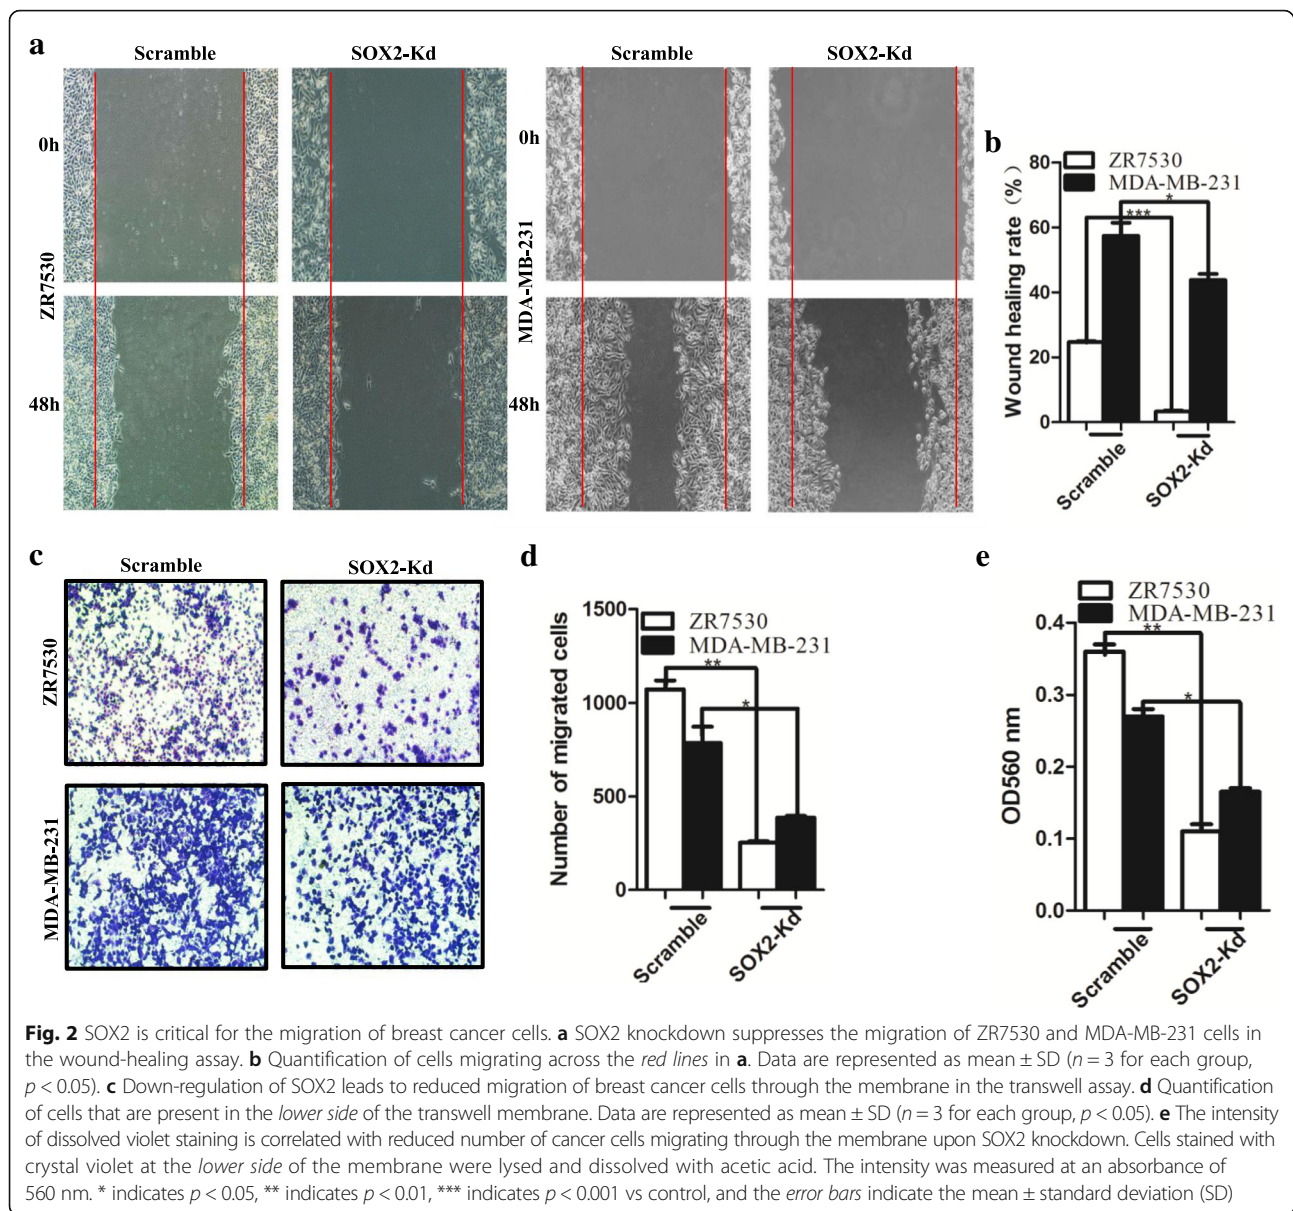 a
Scramble
SOX2-Kd
Scramble
SOX2-Kd
0h
ZR7530
48h
0h
MDA-MB-231
48h
b
ZR7530
MDA-MB-231
80
60
40
20
0
Wound healing rate (%)
***
*
Scramble
SOX2-Kd
c
Scramble
SOX2-Kd
ZR7530
MDA-MB-231
d
ZR7530
MDA-MB-231
1500
1000
500
0
Number of migrated cells
**
*
Scramble
SOX2-Kd
e
ZR7530
MDA-MB-231
0.4
0.3
0.2
0.1
0.0
OD560 nm
**
*
Scramble
SOX2-Kd
Fig. 2 SOX2 is critical for the migration of breast cancer cells. a SOX2 knockdown suppresses the migration of ZR7530 and MDA-MB-231 cells in
the wound-healing assay. b Quantification of cells migrating across the red lines in a. Data are represented as mean ± SD (n = 3 for each group,
p < 0.05). c Down-regulation of SOX2 leads to reduced migration of breast cancer cells through the membrane in the transwell assay. d Quantification
of cells that are present in the lower side of the transwell membrane. Data are represented as mean ± SD (n = 3 for each group, p < 0.05). e The intensity
of dissolved violet staining is correlated with reduced number of cancer cells migrating through the membrane upon SOX2 knockdown. Cells stained with
crystal violet at the lower side of the membrane were lysed and dissolved with acetic acid. The intensity was measured at an absorbance of
560 nm. * indicates p < 0.05, ** indicates p < 0.01, *** indicates p < 0.001 vs control, and the error bars indicate the mean ± standard deviation (SD)